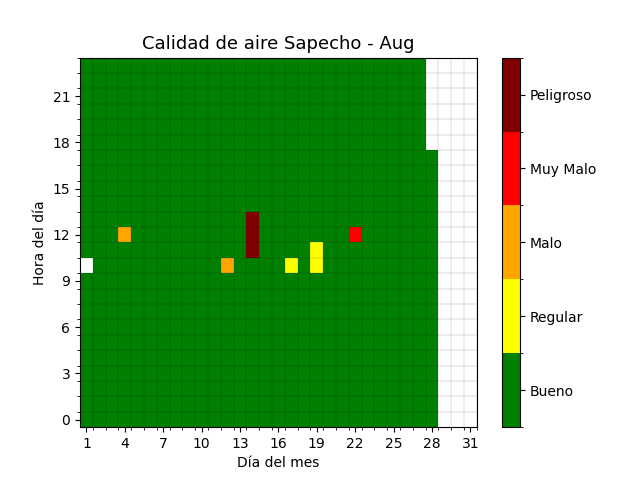 Calidad de aire Sapecho - Aug
Hora del día
21
18
15
12
9
6
3
0
1 4 7 10 13 16 19 22 25 28 31
Día del mes
Peligroso
Muy Malo
Malo
Regular
Bueno